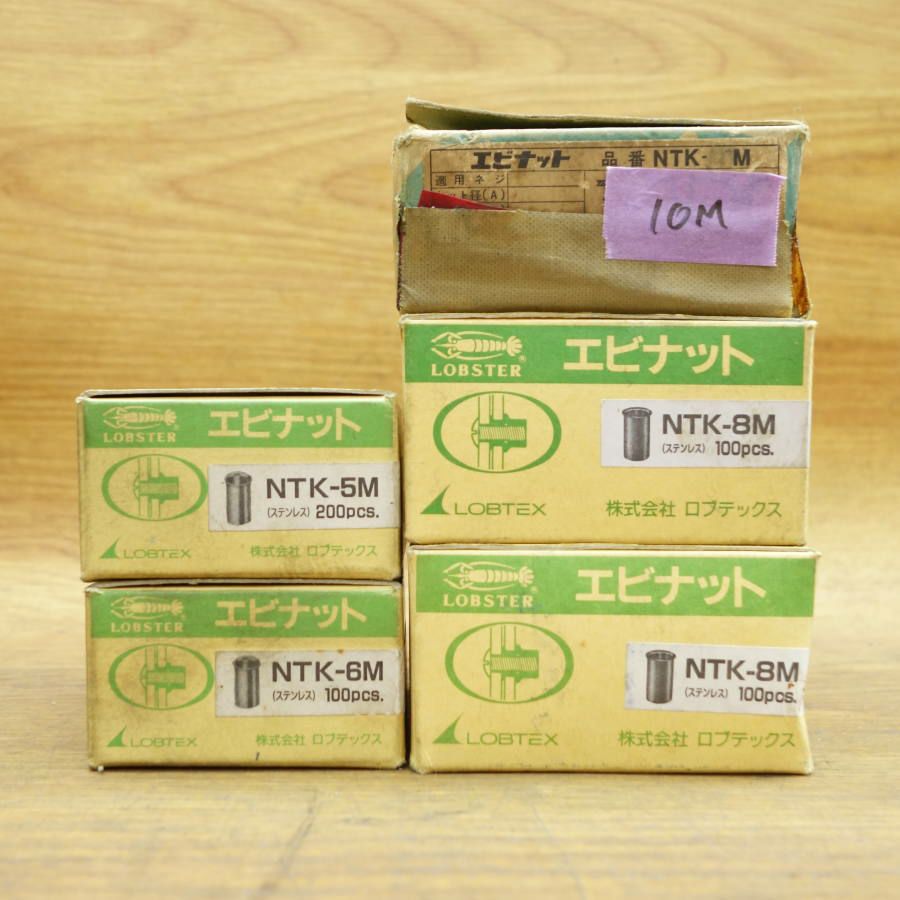 エビナット 品番 NTK- M
適用ネジ
ット径(A)
10M
LOBSTER ®
エビナット
NTK-8M
(ステンレス) 100pcs.
LOBTEX
株式会社 ロブテックス
LOBSTER ®
エビナット
NTK-5M
(ステンレス) 200pcs.
LOBTEX
株式会社 ロブテックス
LOBSTER ®
エビナット
NTK-8M
(ステンレス) 100pcs.
LOBTEX
株式会社 ロブテックス
LOBSTER ®
エビナット
NTK-6M
(ステンレス) 100pcs.
LOBTEX
株式会社 ロブテックス